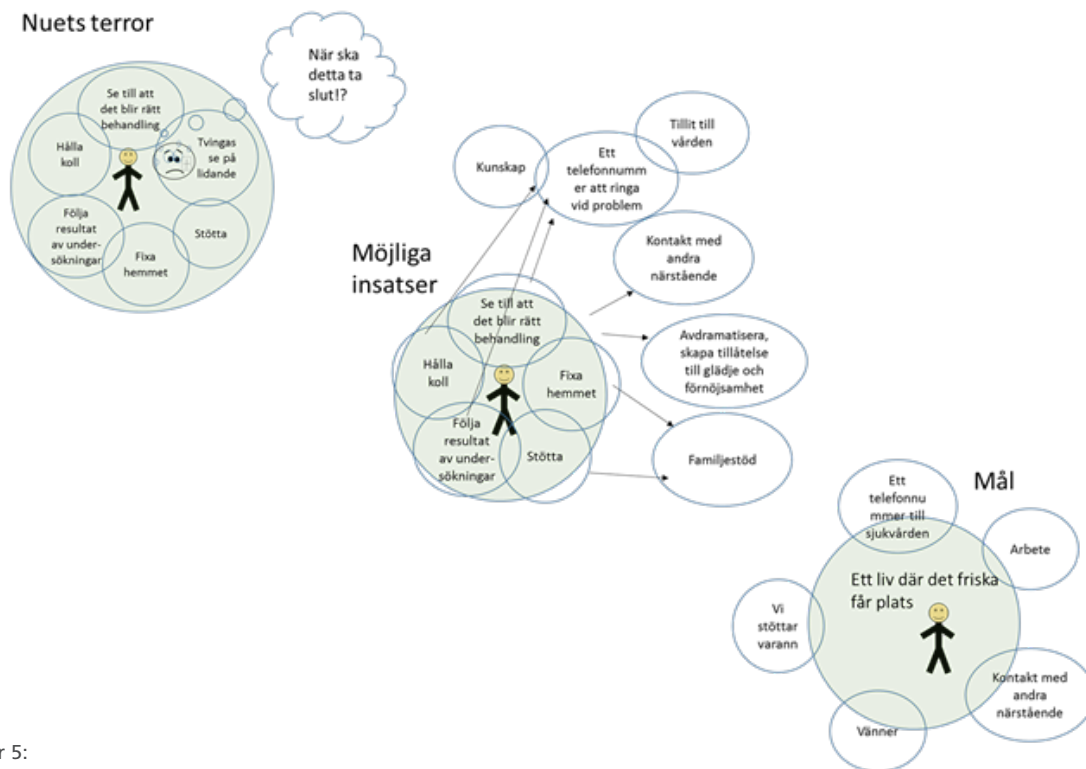 Nuets terror
När ska
detta ta
slut!?
Se till att
det blir rätt
behandling
Hålla
koll
Tvingas
se på
lidande
Följa
resultat
av under-
sökningar
Fixa
hemmet
Stötta
Möjliga
insatser
Kunskap
Ett
telefonnumm
er att ringa
vid problem
Tillit till
vården
Kontakt med
andra
närstående
Avdramatisera,
skapa tillåtelse
till glädje och
förnöjsamhet
Familjestöd
Se till att
det blir rätt
behandling
Hålla
koll
Fixa
hemmet
Följa
resultat
av under-
sökningar
Stötta
Mål
Ett
telefonnu
mmer till
sjukvården
Arbete
Ett liv där det friska
får plats
Vi
stöttar
varann
Kontakt med
andra
närstående
Vänner
r 5: